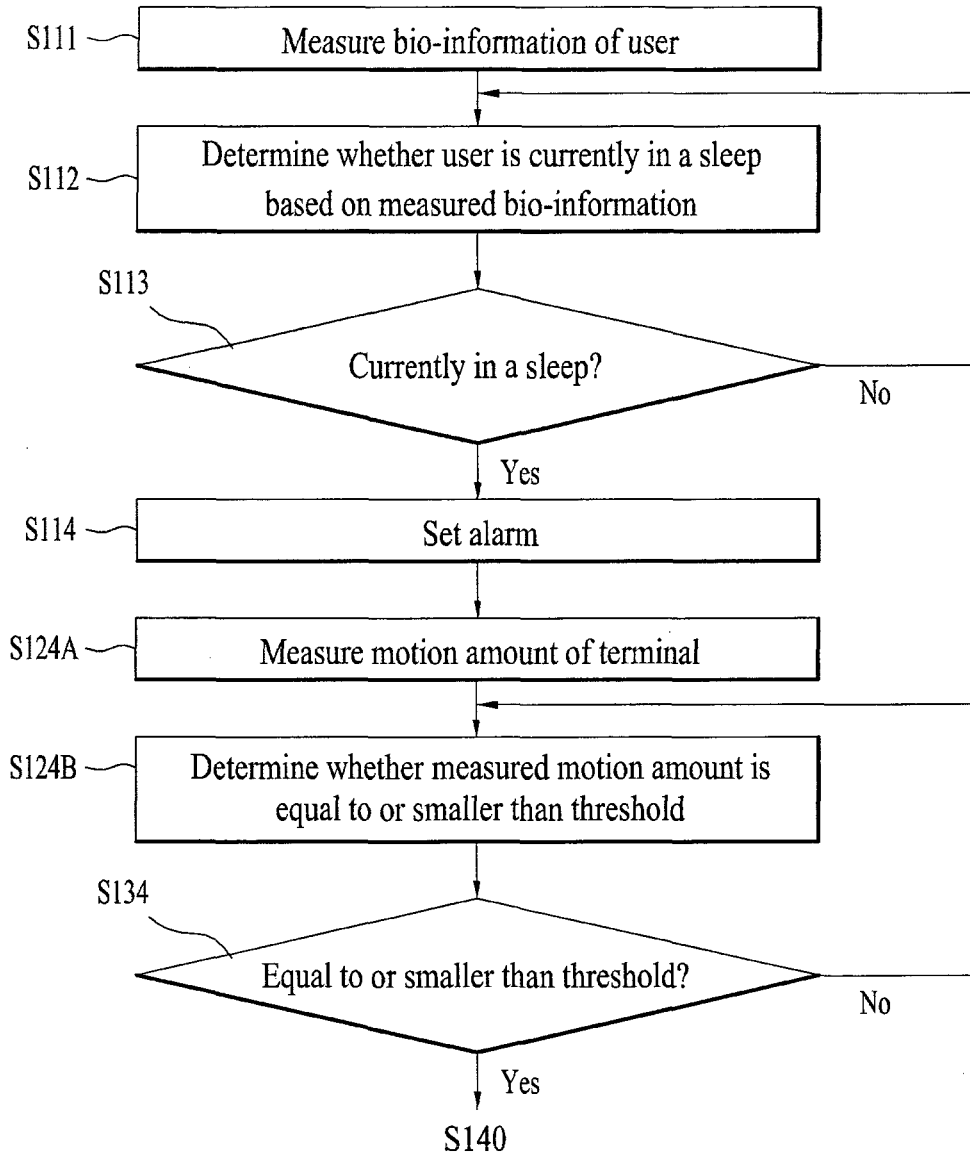 S111
Measure bio-information of user
S112
Determine whether user is currently in a sleep
based on measured bio-information
S113
Currently in a sleep?
No
Yes
S114
Set alarm
S124A
Measure motion amount of terminal
S124B
Determine whether measured motion amount is
equal to or smaller than threshold
S134
Equal to or smaller than threshold?
No
Yes
S140